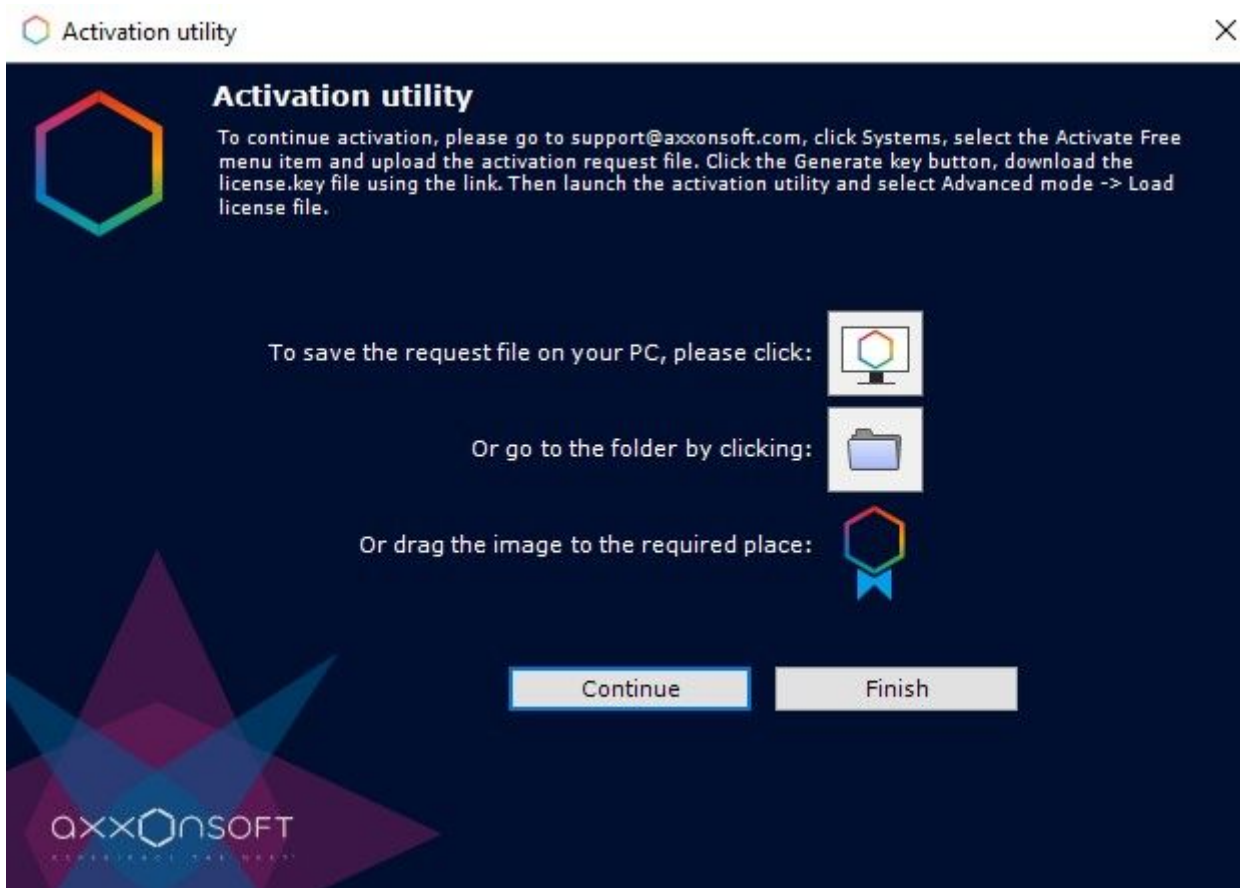 Activation utility
Activation utility
To continue activation, please go to support@axxonsoft.com, click Systems, select the Activate Free
menu item and upload the activation request file. Click the Generate key button, download the
license.key file using the link. Then launch the activation utility and select Advanced mode -> Load
license file.
To save the request file on your PC, please click:
Or go to the folder by clicking:
Or drag the image to the required place:
Continue
Finish
axxonsoft
EXPERIENCE THE NEXT